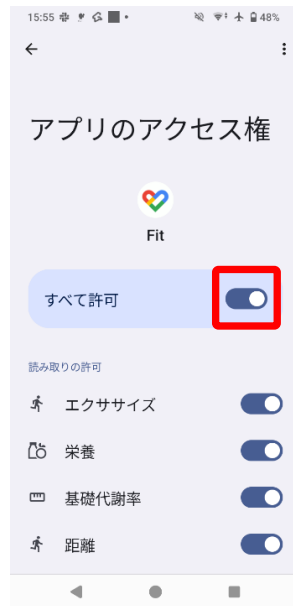 15:55 48%
アプリのアクセス権
Fit
すべて許可
読み取りの許可
エクササイズ
栄養
基礎代謝率
距離